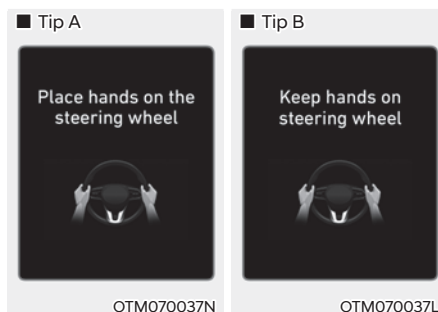 ■ Tip A
Place hands on the
steering wheel
OTM070037N
■ Tip B
Keep hands on
steering wheel
OTM070037L